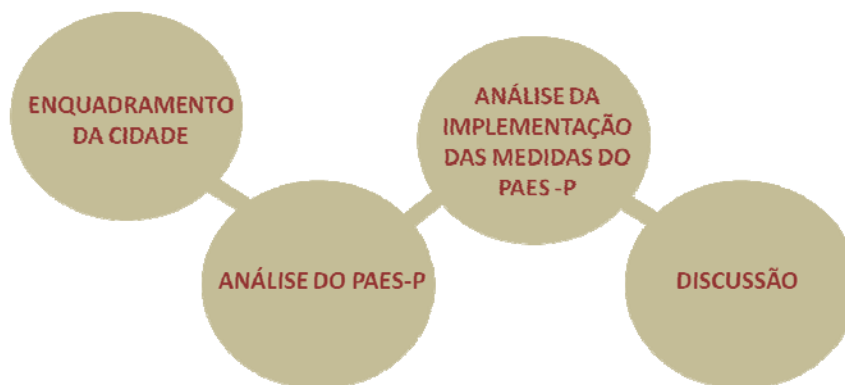 ENQUADRAMENTO
DA CIDADE
ANÁLISE DO PAES-P
ANÁLISE DA
IMPLEMENTAÇÃO
DAS MEDIDAS DO
PAES -P
DISCUSSÃO